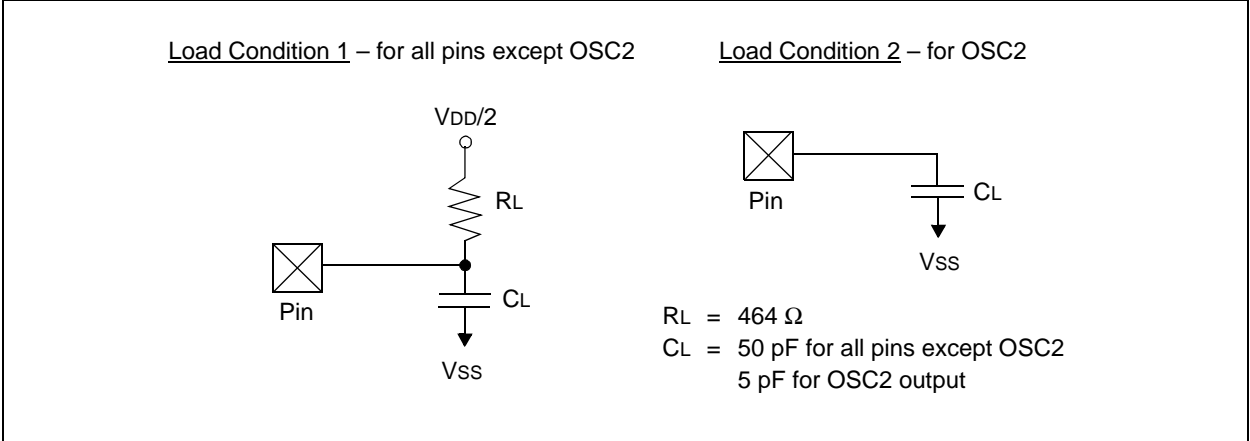 Load Condition 1 – for all pins except OSC2
VDD/2
RL
Pin
CL
VSS
Load Condition 2 – for OSC2
Pin
CL
VSS
RL = 464 Ω
CL = 50 pF for all pins except OSC2
5 pF for OSC2 output